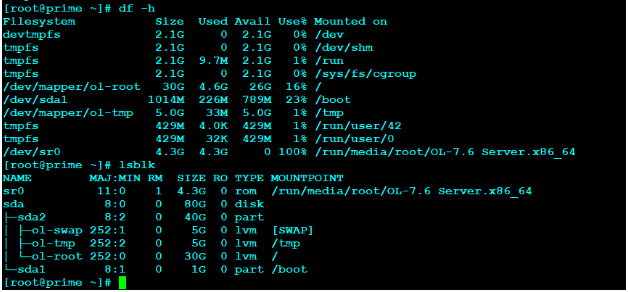 [root@prime ~]# df -h
Filesystem           Size  Used Avail Use% Mounted on
devtmpfs             2.1G     0  2.1G   0% /dev
tmpfs                2.1G     0  2.1G   0% /dev/shm
tmpfs                2.1G  9.7M  2.1G   1% /run
tmpfs                2.1G     0  2.1G   0% /sys/fs/cgroup
/dev/mapper/ol-root   30G  4.6G   26G  16% /
/dev/sda1           1014M  226M  789M  23% /boot
/dev/mapper/ol-tmp   5.0G   33M  5.0G   1% /tmp
tmpfs                429M  4.0K  429M   1% /run/user/42
tmpfs                429M   32K  429M   1% /run/user/0
/dev/sr0             4.3G  4.3G     0 100% /run/media/root/OL-7.6 Server.x86_64
[root@prime ~]# lsblk
NAME        MAJ:MIN RM  SIZE RO TYPE MOUNTPOINT
sr0          11:0    1  4.3G  0 rom  /run/media/root/OL-7.6 Server.x86_64
sda           8:0    0   80G  0 disk
├─sda2        8:2    0   40G  0 part
│ ├─ol-swap 252:1    0    5G  0 lvm  [SWAP]
│ ├─ol-tmp  252:2    0    5G  0 lvm  /tmp
│ └─ol-root 252:0    0   30G  0 lvm  /
└─sda1        8:1    0    1G  0 part /boot
[root@prime ~]#